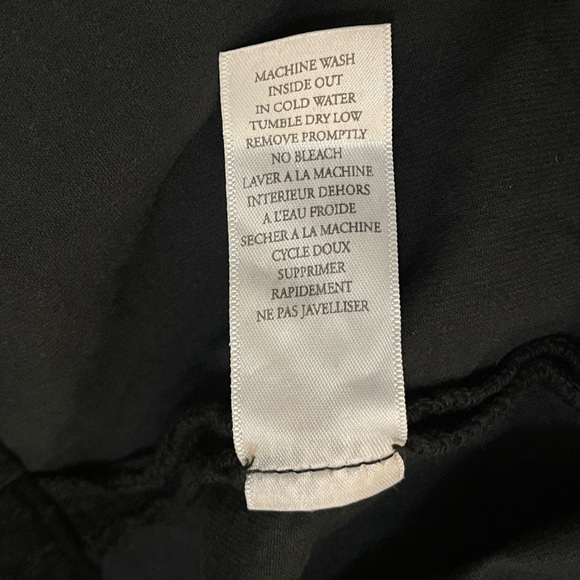 MACHINE WASH
INSIDE OUT
IN COLD WATER
TUMBLE DRY LOW
REMOVE PROMPTLY
NO BLEACH
LAVER A LA MACHINE
INTERIEUR DEHORS
A L'EAU FROIDE
SECHER A LA MACHINE
CYCLE DOUX
SUPPRIMER
RAPIDEMENT
NE PAS JAVELLISER